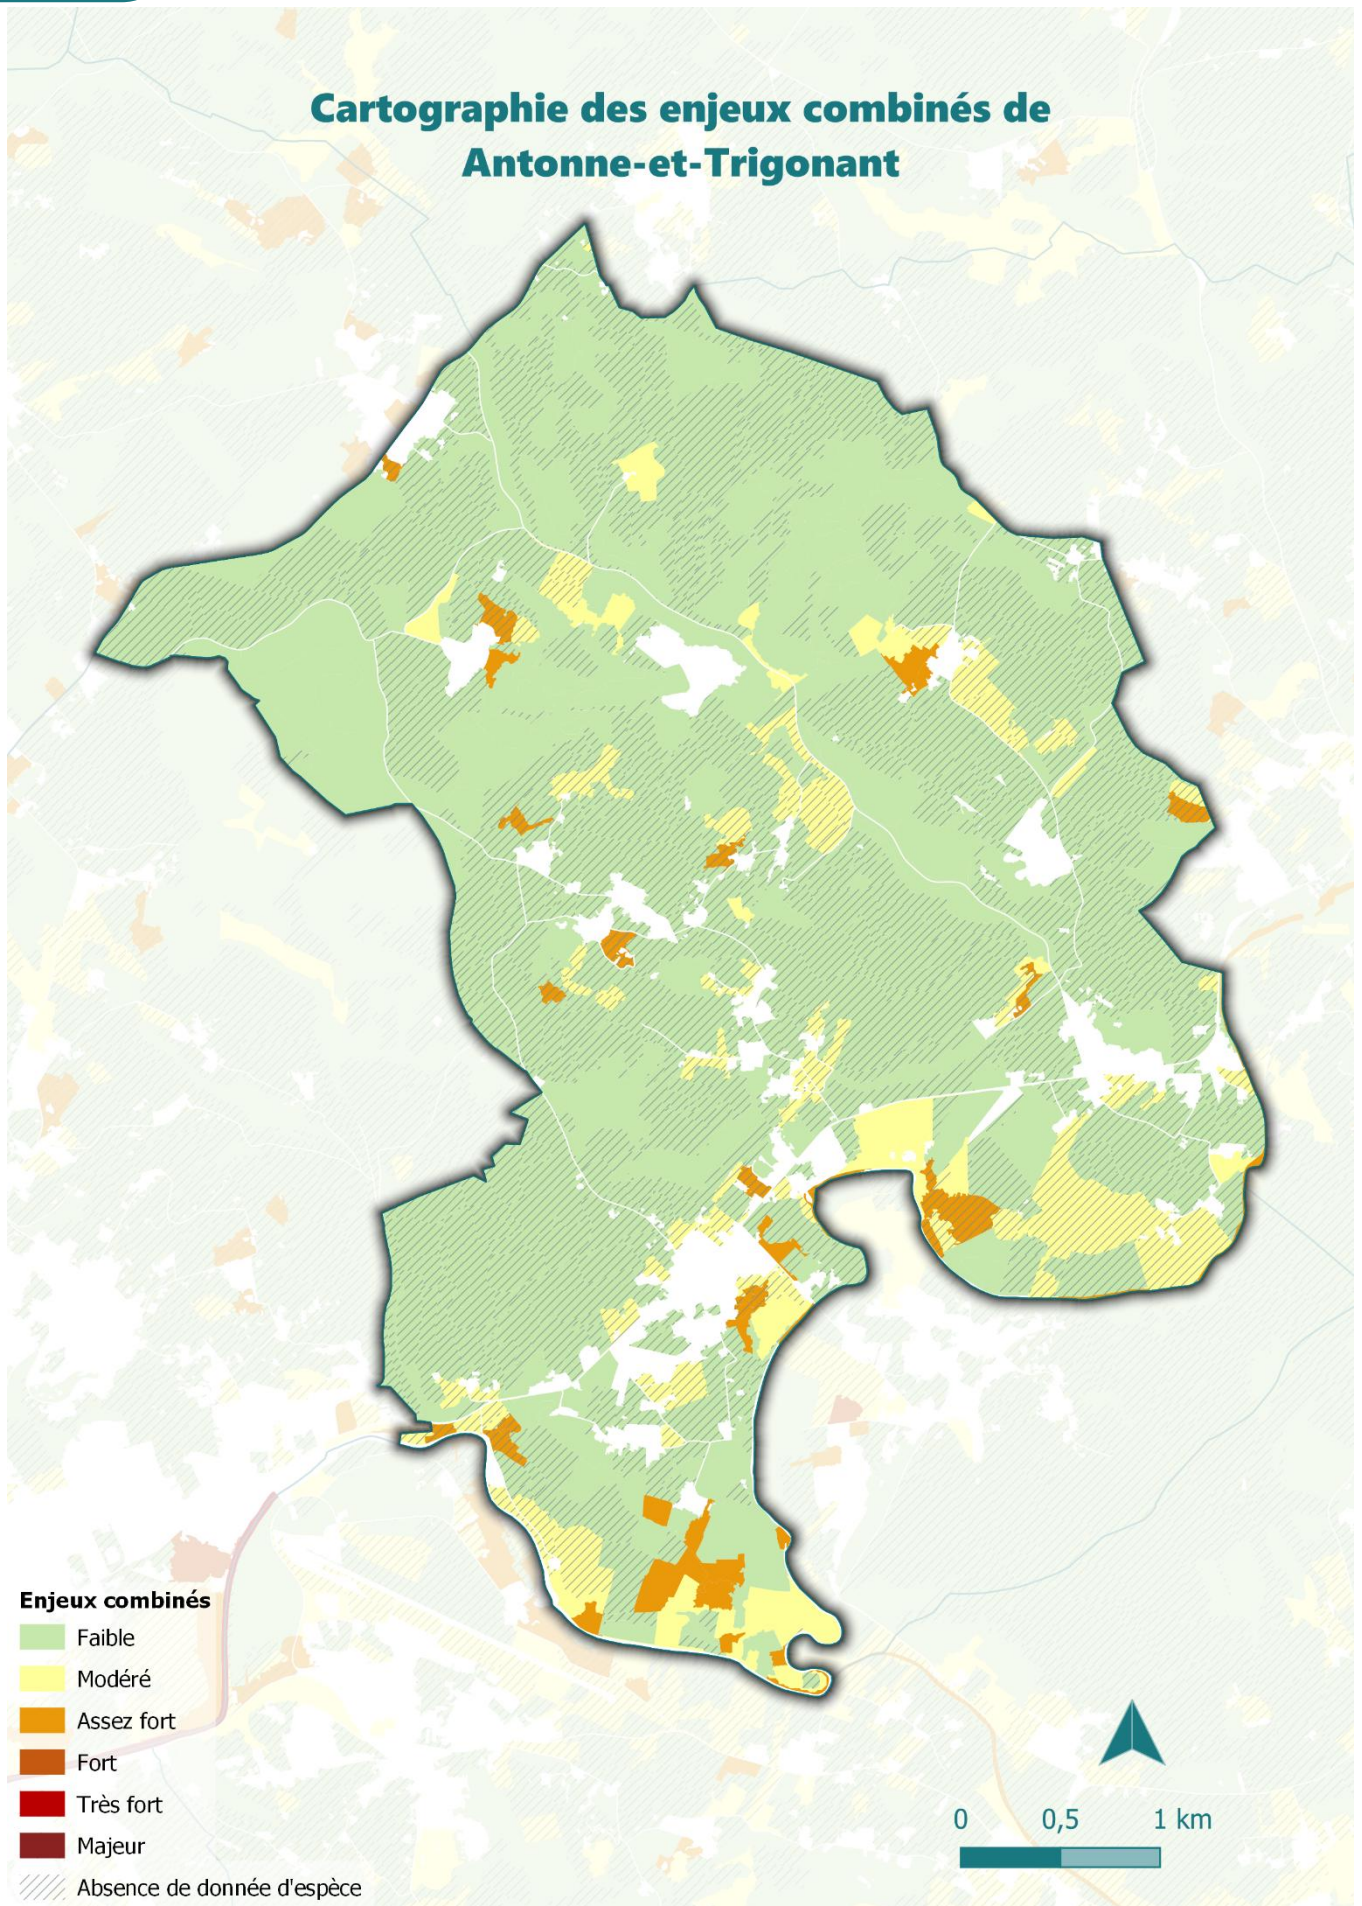 Cartographie des enjeux combinés de
Antonne-et-Trigonant
Enjeux combinés
Faible
Modéré
Assez fort
Fort
Très fort
Majeur
Absence de donnée d'espèce
0 0,5 1 km